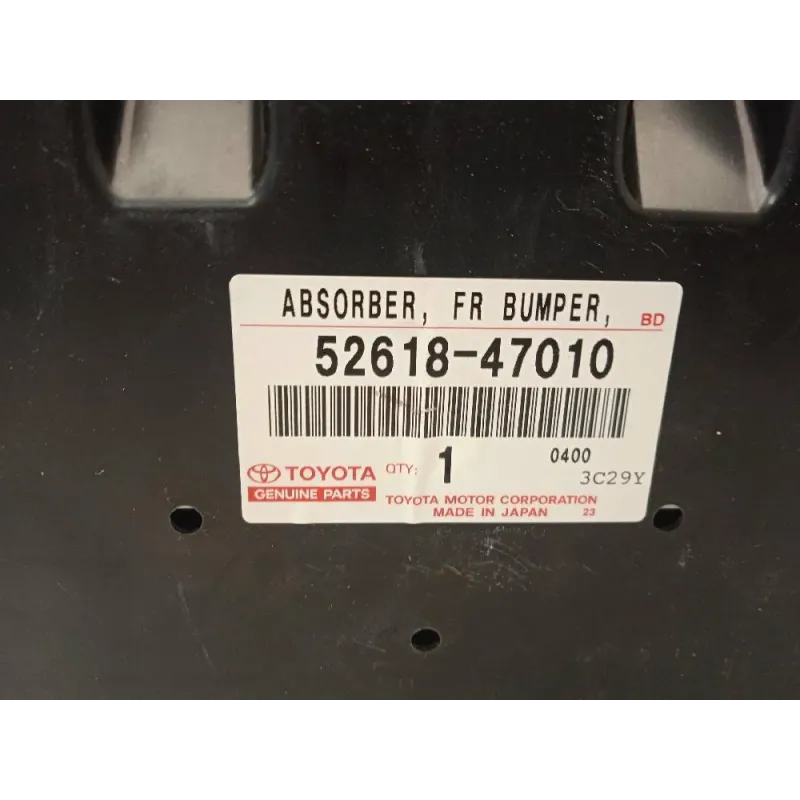 ABSORBER, FR BUMPER,
BD
52618-47010
TOYOTA QTY: 1 0400
GENUINE PARTS 3C29Y
TOYOTA MOTOR CORPORATION
MADE IN JAPAN 23